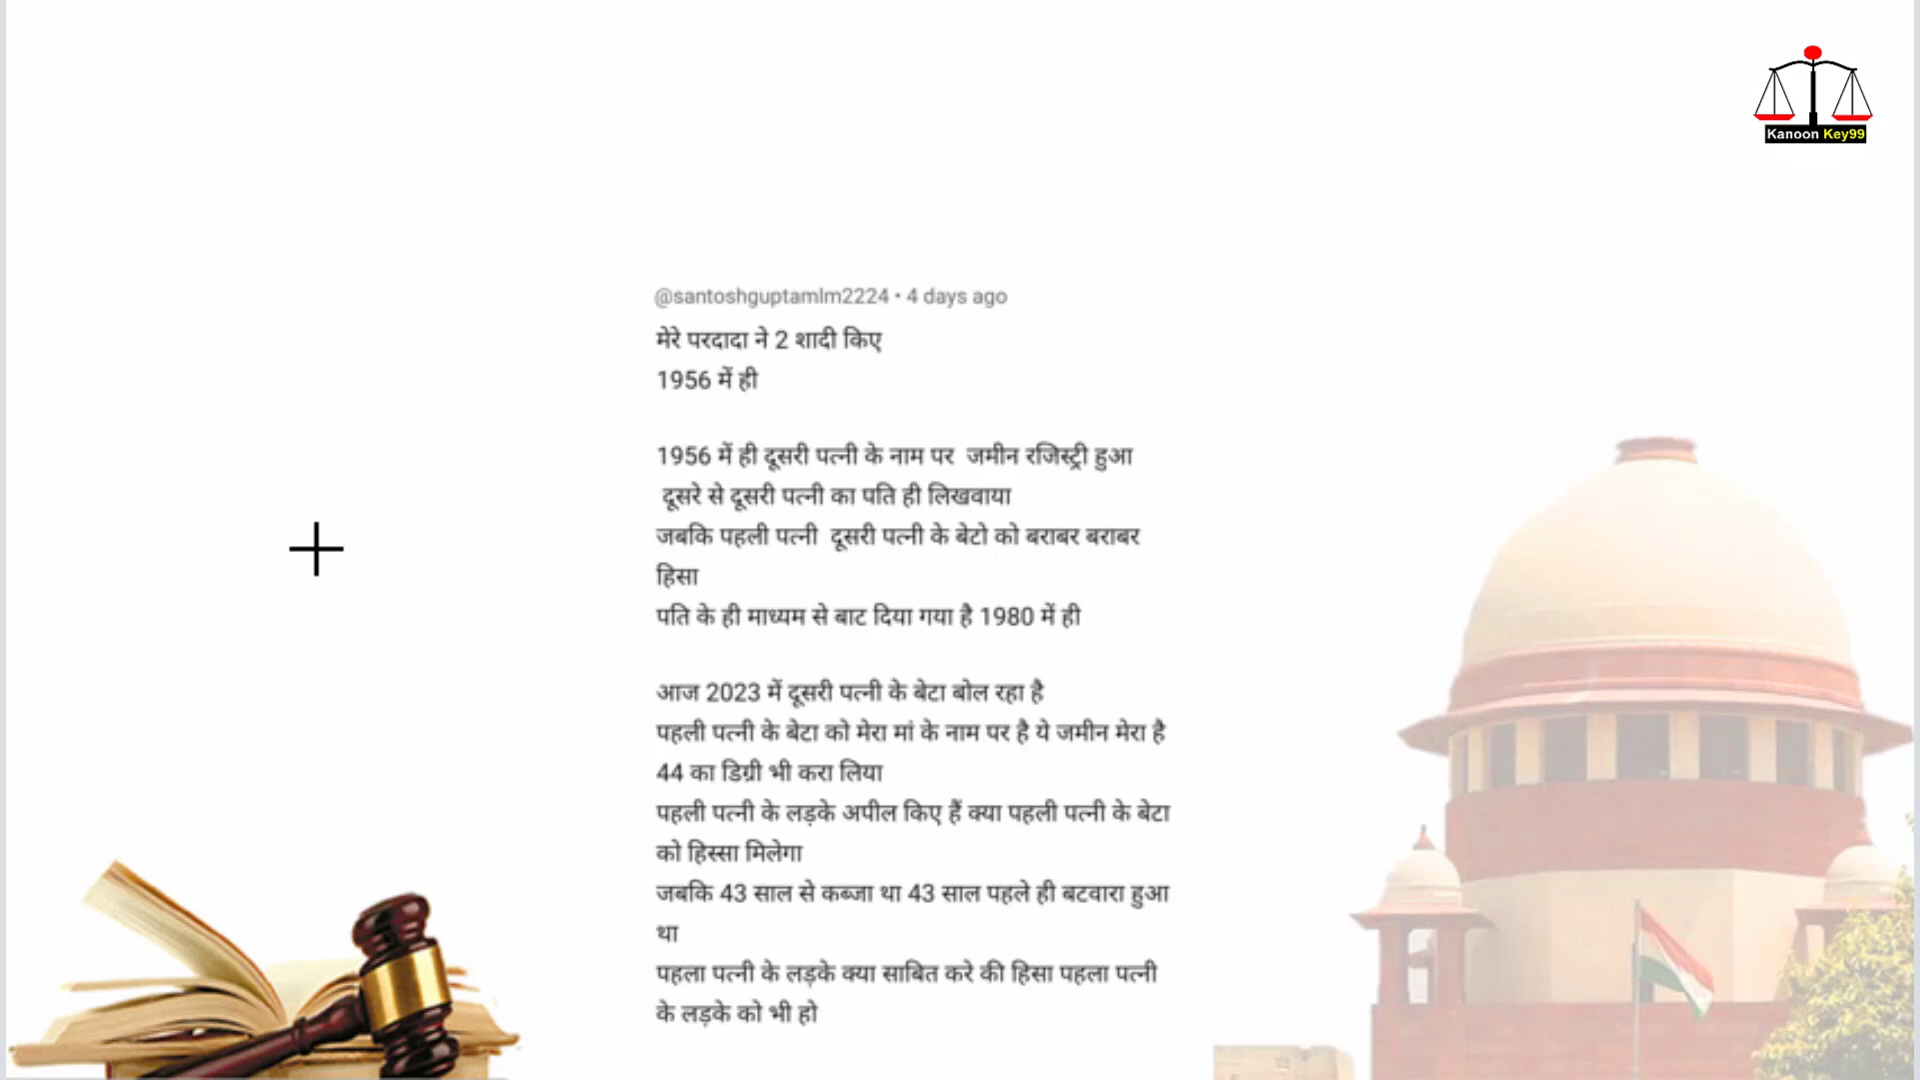 Kanoon Key99
@santoshguptamlm2224 • 4 days ago
मेरे परदादा ने 2 शादी किए
1956 में ही
1956 में ही दूसरी पत्नी के नाम पर जमीन रजिस्ट्री हुआ
दूसरे से दूसरी पत्नी का पति ही लिखवाया
जबकि पहली पत्नी दूसरी पत्नी के बेटो को बराबर बराबर
हिसा
पति के ही माध्यम से बाट दिया गया है 1980 में ही
आज 2023 में दूसरी पत्नी के बेटा बोल रहा है
पहली पत्नी के बेटा को मेरा मां के नाम पर है ये जमीन मेरा है
44 का डिग्री भी करा लिया
पहली पत्नी के लड़के अपील किए हैं क्या पहली पत्नी के बेटा
को हिस्सा मिलेगा
जबकि 43 साल से कब्जा था 43 साल पहले ही बटवारा हुआ
था
पहला पत्नी के लड़के क्या साबित करे की हिसा पहला पत्नी
के लड़के को भी हो